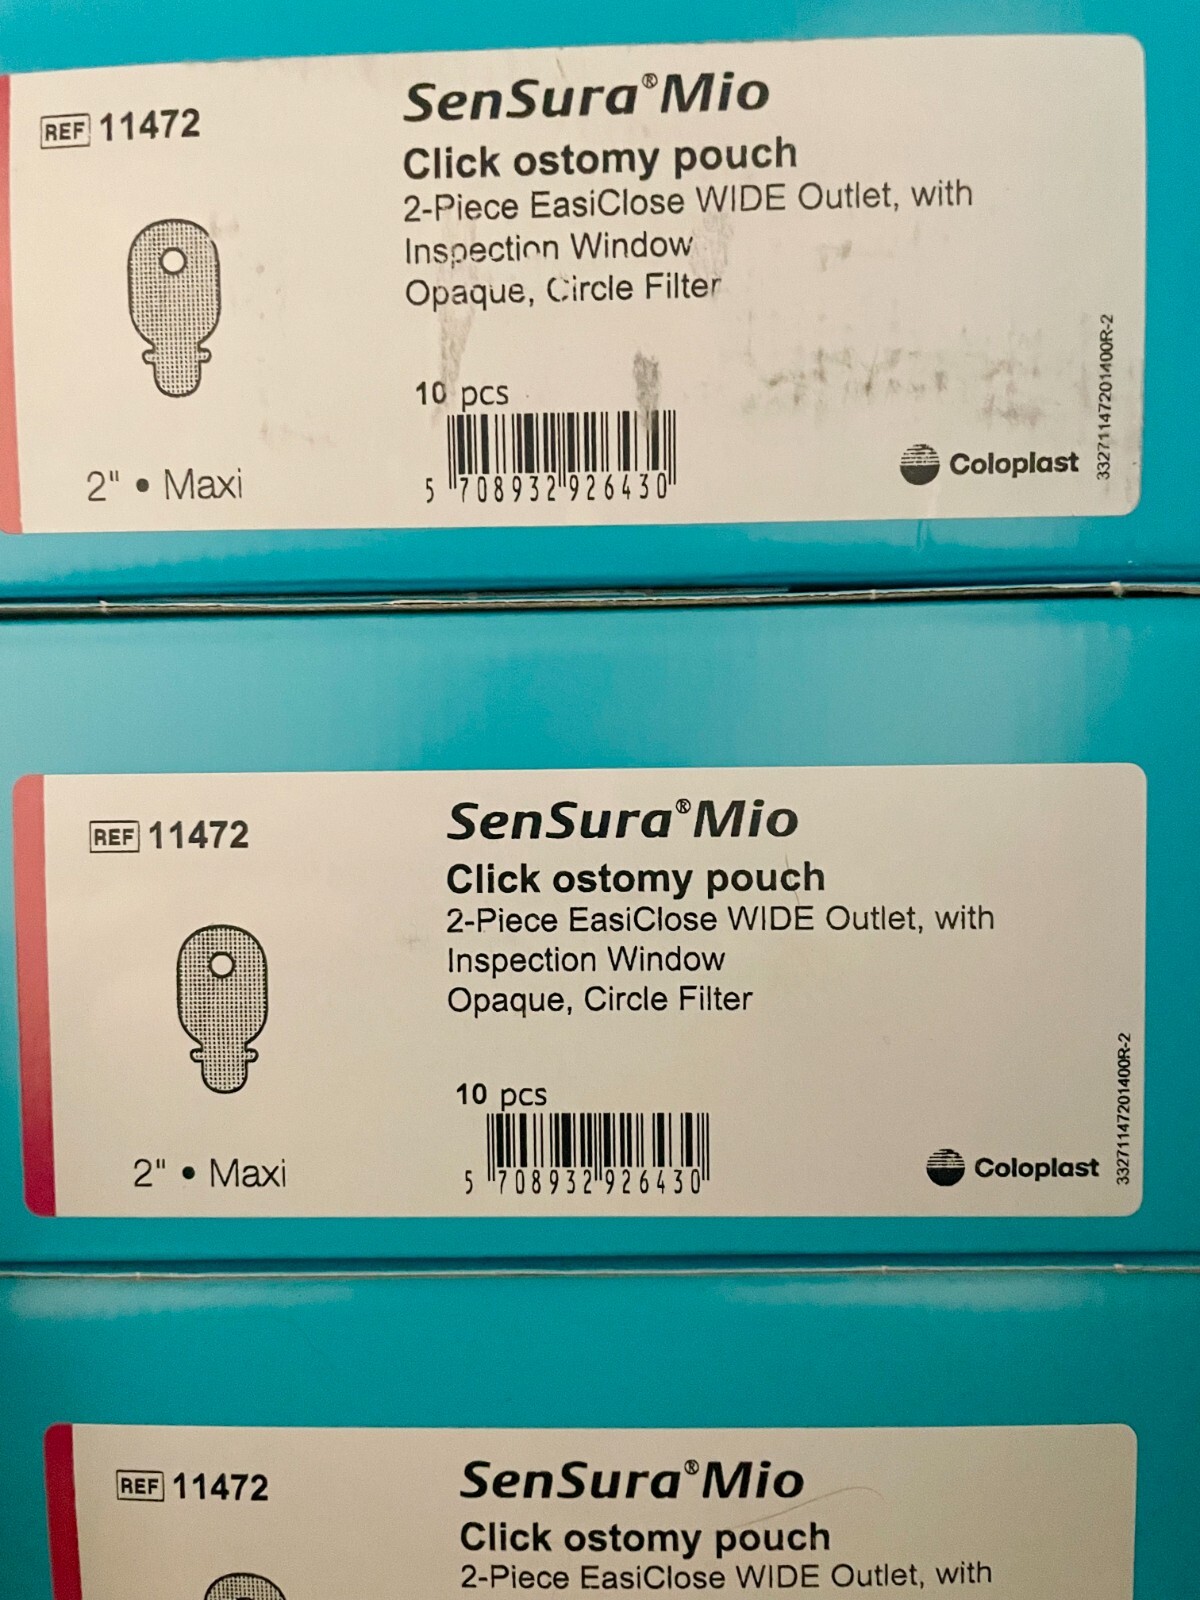 REF 11472
SenSura®Mio
Click ostomy pouch
2-Piece EasiClose WIDE Outlet, with
Inspection Window
Opaque, Circle Filter
10 pcs
5 708932 926430
2" • Maxi
Coloplast
33271147201400R-2
REF 11472
SenSura®Mio
Click ostomy pouch
2-Piece EasiClose WIDE Outlet, with
Inspection Window
Opaque, Circle Filter
10 pcs
5 708932 926430
2" • Maxi
Coloplast
33271147201400R-2
REF 11472
SenSura®Mio
Click ostomy pouch
2-Piece EasiClose WIDE Outlet, with